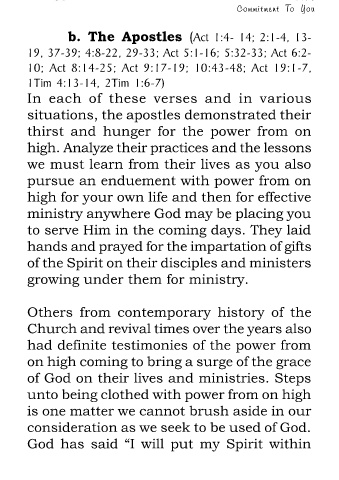 Commitment To You
b. The Apostles (Act 1:4- 14; 2:1-4, 13-
19, 37-39; 4:8-22, 29-33; Act 5:1-16; 5:32-33; Act 6:2-
10; Act 8:14-25; Act 9:17-19; 10:43-48; Act 19:1-7,
1Tim 4:13-14, 2Tim 1:6-7)
In each of these verses and in various
situations, the apostles demonstrated their
thirst and hunger for the power from on
high. Analyze their practices and the lessons
we must learn from their lives as you also
pursue an enduement with power from on
high for your own life and then for effective
ministry anywhere God may be placing you
to serve Him in the coming days. They laid
hands and prayed for the impartation of gifts
of the Spirit on their disciples and ministers
growing under them for ministry.
Others from contemporary history of the
Church and revival times over the years also
had definite testimonies of the power from
on high coming to bring a surge of the grace
of God on their lives and ministries. Steps
unto being clothed with power from on high
is one matter we cannot brush aside in our
consideration as we seek to be used of God.
God has said “I will put my Spirit within